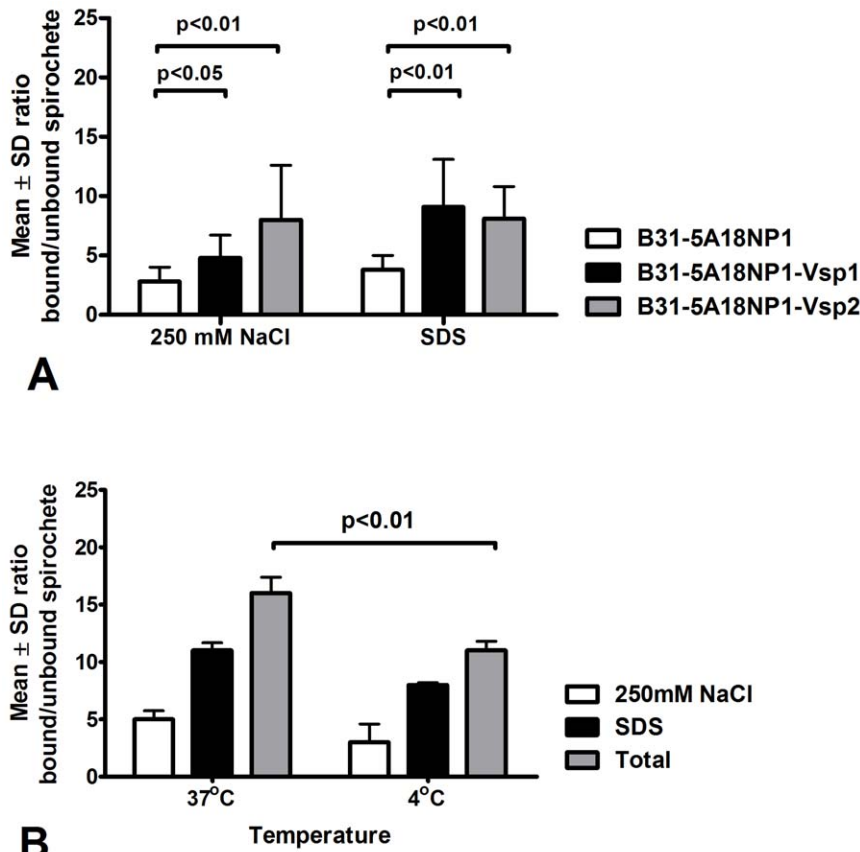 25
20
15
10
5
0
Mean ± SD ratio
bound/unbound spirochete
p<0.01
p<0.05
p<0.01
p<0.01
250 mM NaCl
SDS
B31-5A18NP1
B31-5A18NP1-Vsp1
B31-5A18NP1-Vsp2
A
25
20
15
10
5
0
Mean ± SD ratio
bound/unbound spirochete
p<0.01
37°C
4°C
Temperature
250mM NaCl
SDS
Total
B